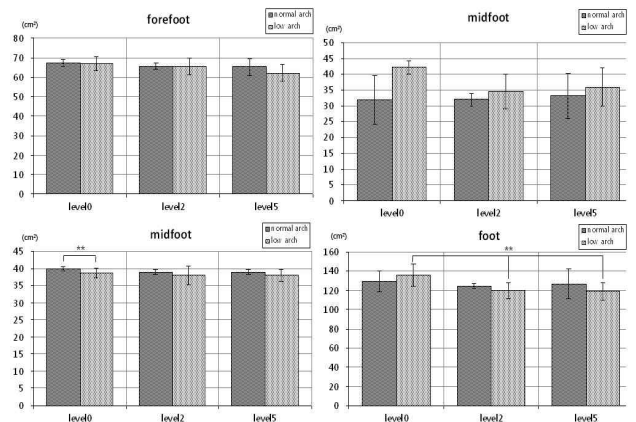 forefoot
(cm²)
normal arch
low arch
80
70
60
50
40
30
20
10
0
level0 level2 level5
midfoot
(cm²)
normal arch
low arch
50
45
40
35
30
25
20
15
10
5
0
level0 level2 level5
midfoot
(cm²)
normal arch
low arch
**
45
40
35
30
25
20
15
10
5
0
level0 level2 level5
foot
(cm²)
normal arch
low arch
**
160
140
120
100
80
60
40
20
0
level0 level2 level5